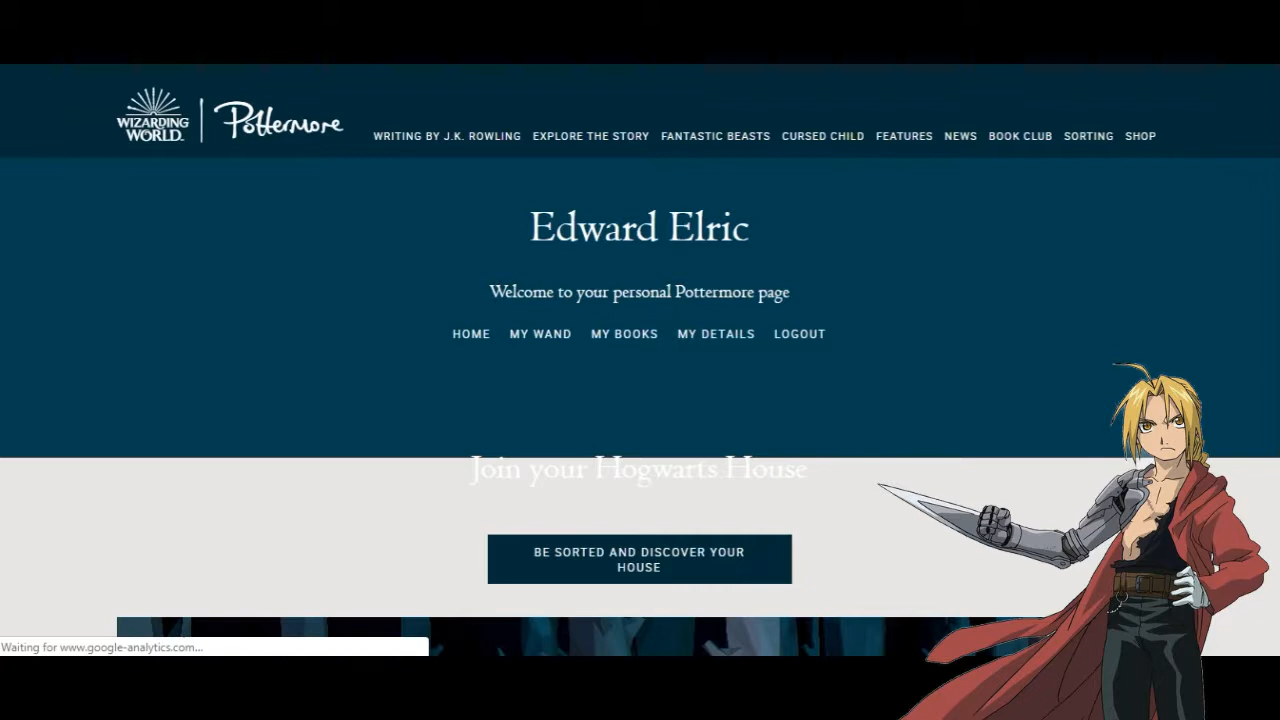 WIZARDING
WORLD
Pottermore
WRITING BY J.K. ROWLING EXPLORE THE STORY FANTASTIC BEASTS CURSED CHILD FEATURES NEWS BOOK CLUB SORTING SHOP
Edward Elric
Welcome to your personal Pottermore page
HOME MY WAND MY BOOKS MY DETAILS LOGOUT
Join your Hogwarts House
BE SORTED AND DISCOVER YOUR
HOUSE
Waiting for www.google-analytics.com...